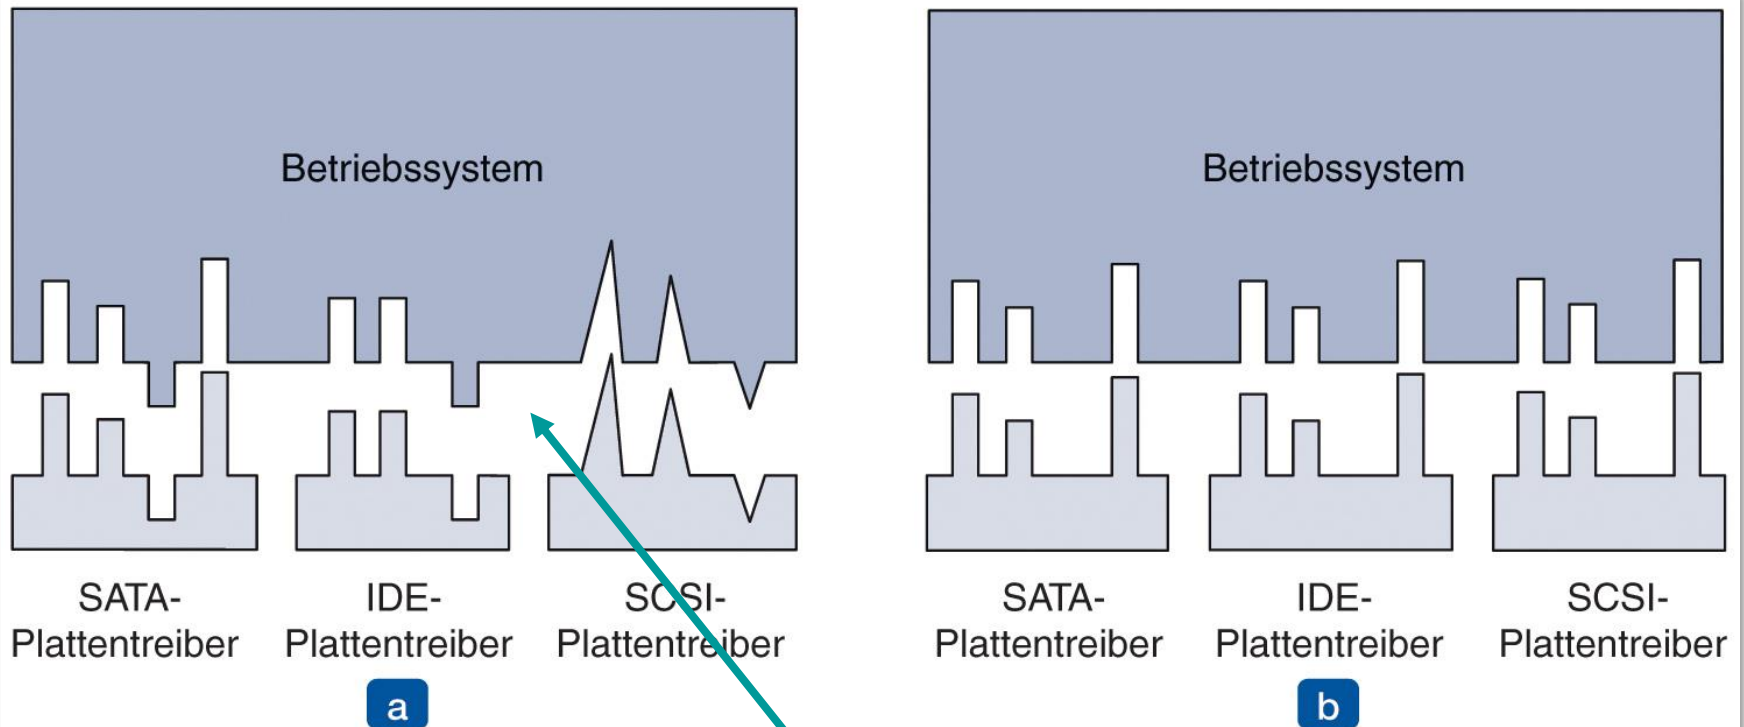 Betriebssystem
SATA-
Plattentreiber
IDE-
Plattentreiber
SCSI-
Plattentreiber
a
Betriebssystem
SATA-
Plattentreiber
IDE-
Plattentreiber
SCSI-
Plattentreiber
b